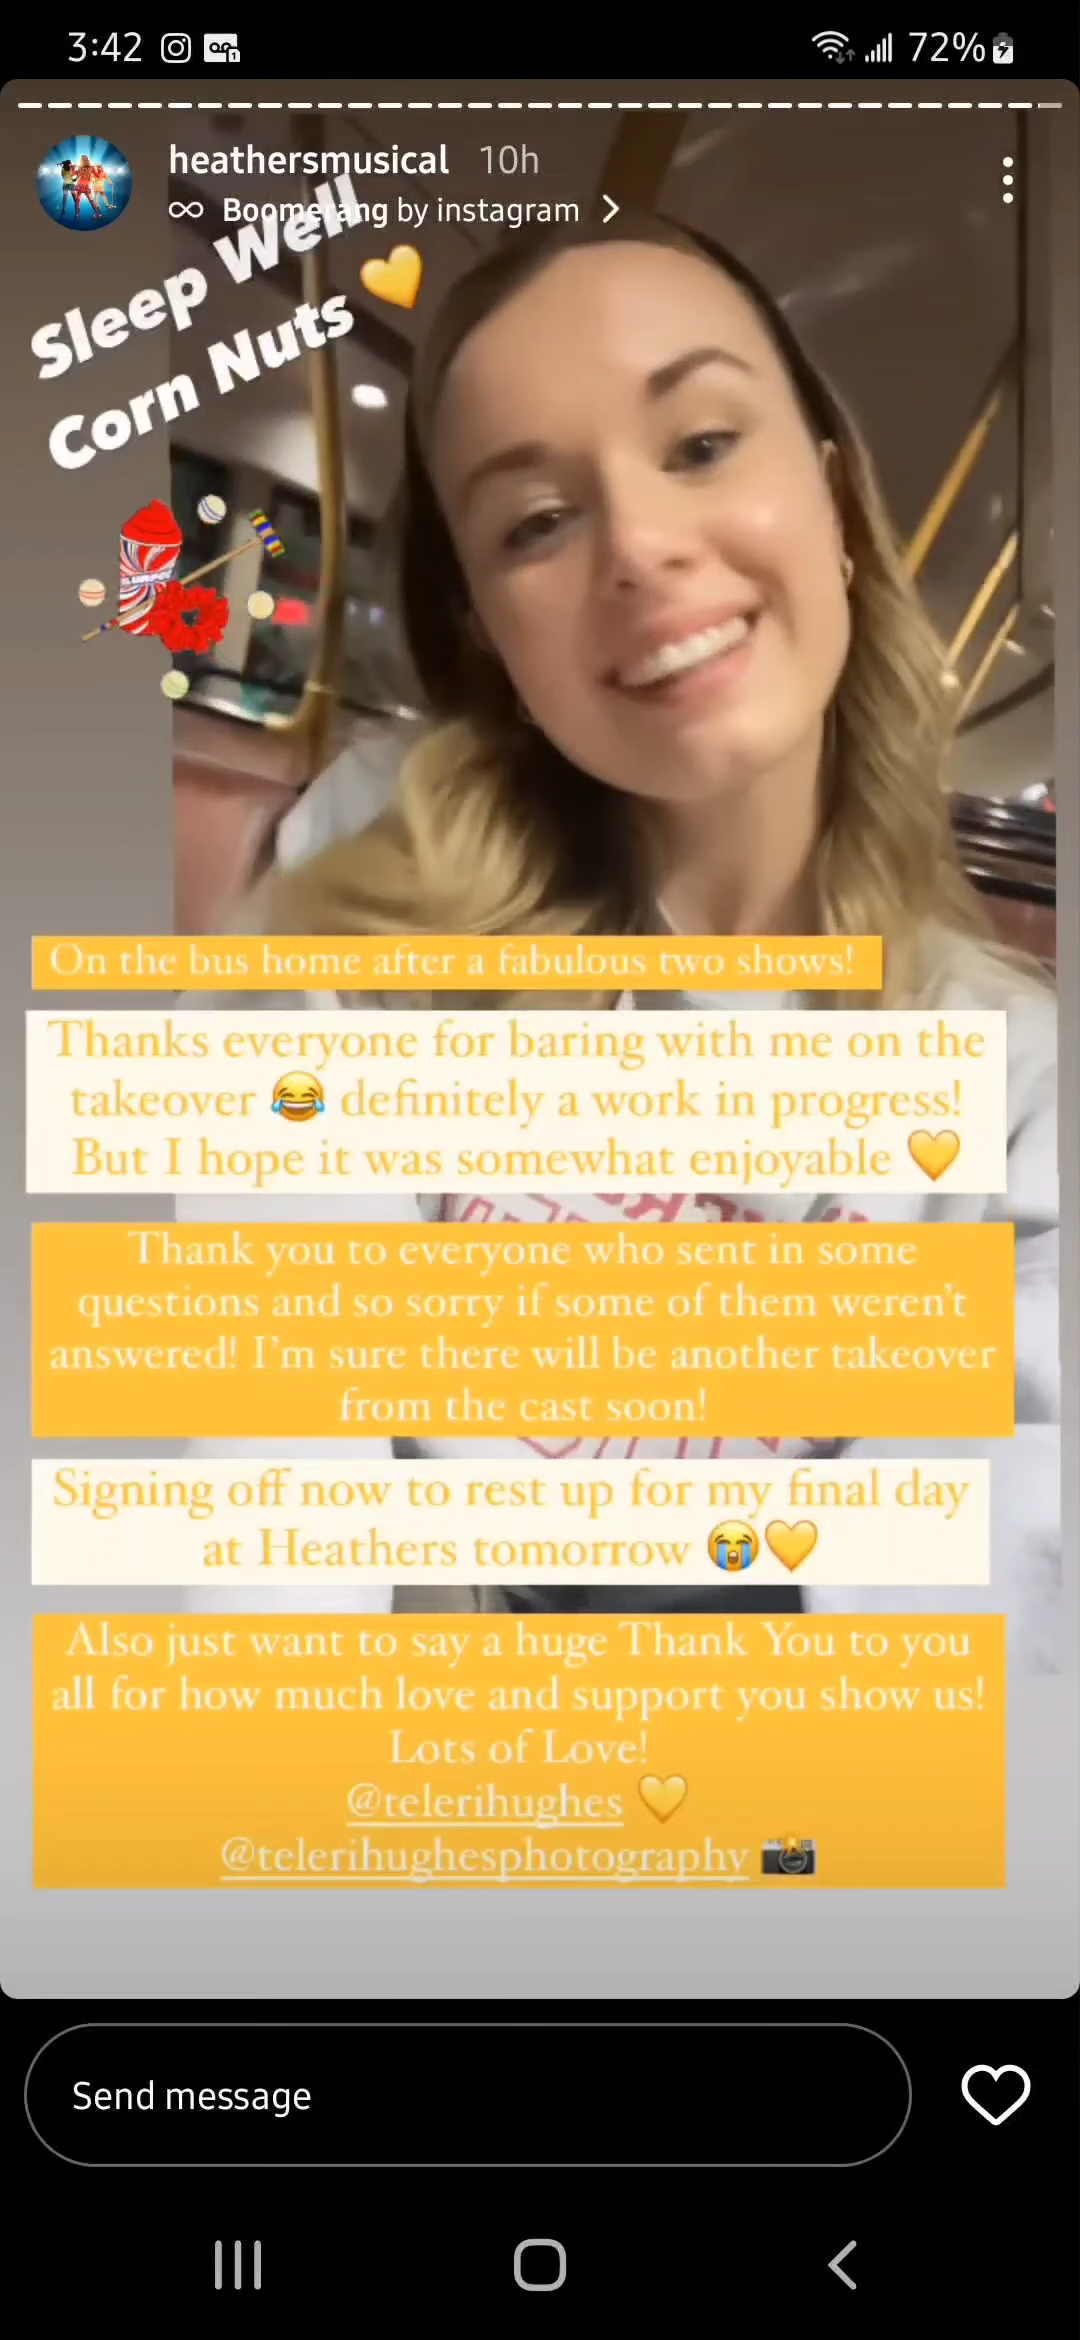 3:42
72%
heathersmusical 10h
∞ Boomerang by instagram >
Sleep Well 💛
Corn Nuts
On the bus home after a fabulous two shows!
Thanks everyone for baring with me on the
takeover 😂 definitely a work in progress!
But I hope it was somewhat enjoyable 💛
Thank you to everyone who sent in some
questions and so sorry if some of them weren't
answered! I'm sure there will be another takeover
from the cast soon!
Signing off now to rest up for my final day
at Heathers tomorrow 😭💛
Also just want to say a huge Thank You to you
all for how much love and support you show us!
Lots of Love!
@telerihughes 💛
@telerihughesphotography 📸
Send message